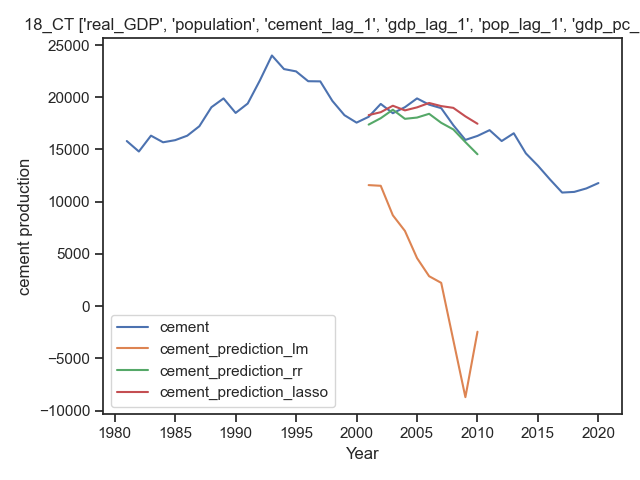 18_CT ['real_GDP', 'population', 'cement_lag_1', 'gdp_lag_1', 'pop_lag_1', 'gdp_pc_
25000
20000
15000
10000
5000
0
−5000
−10000
cement production
cement
cement_prediction_lm
cement_prediction_rr
cement_prediction_lasso
1980 1985 1990 1995 2000 2005 2010 2015 2020
Year